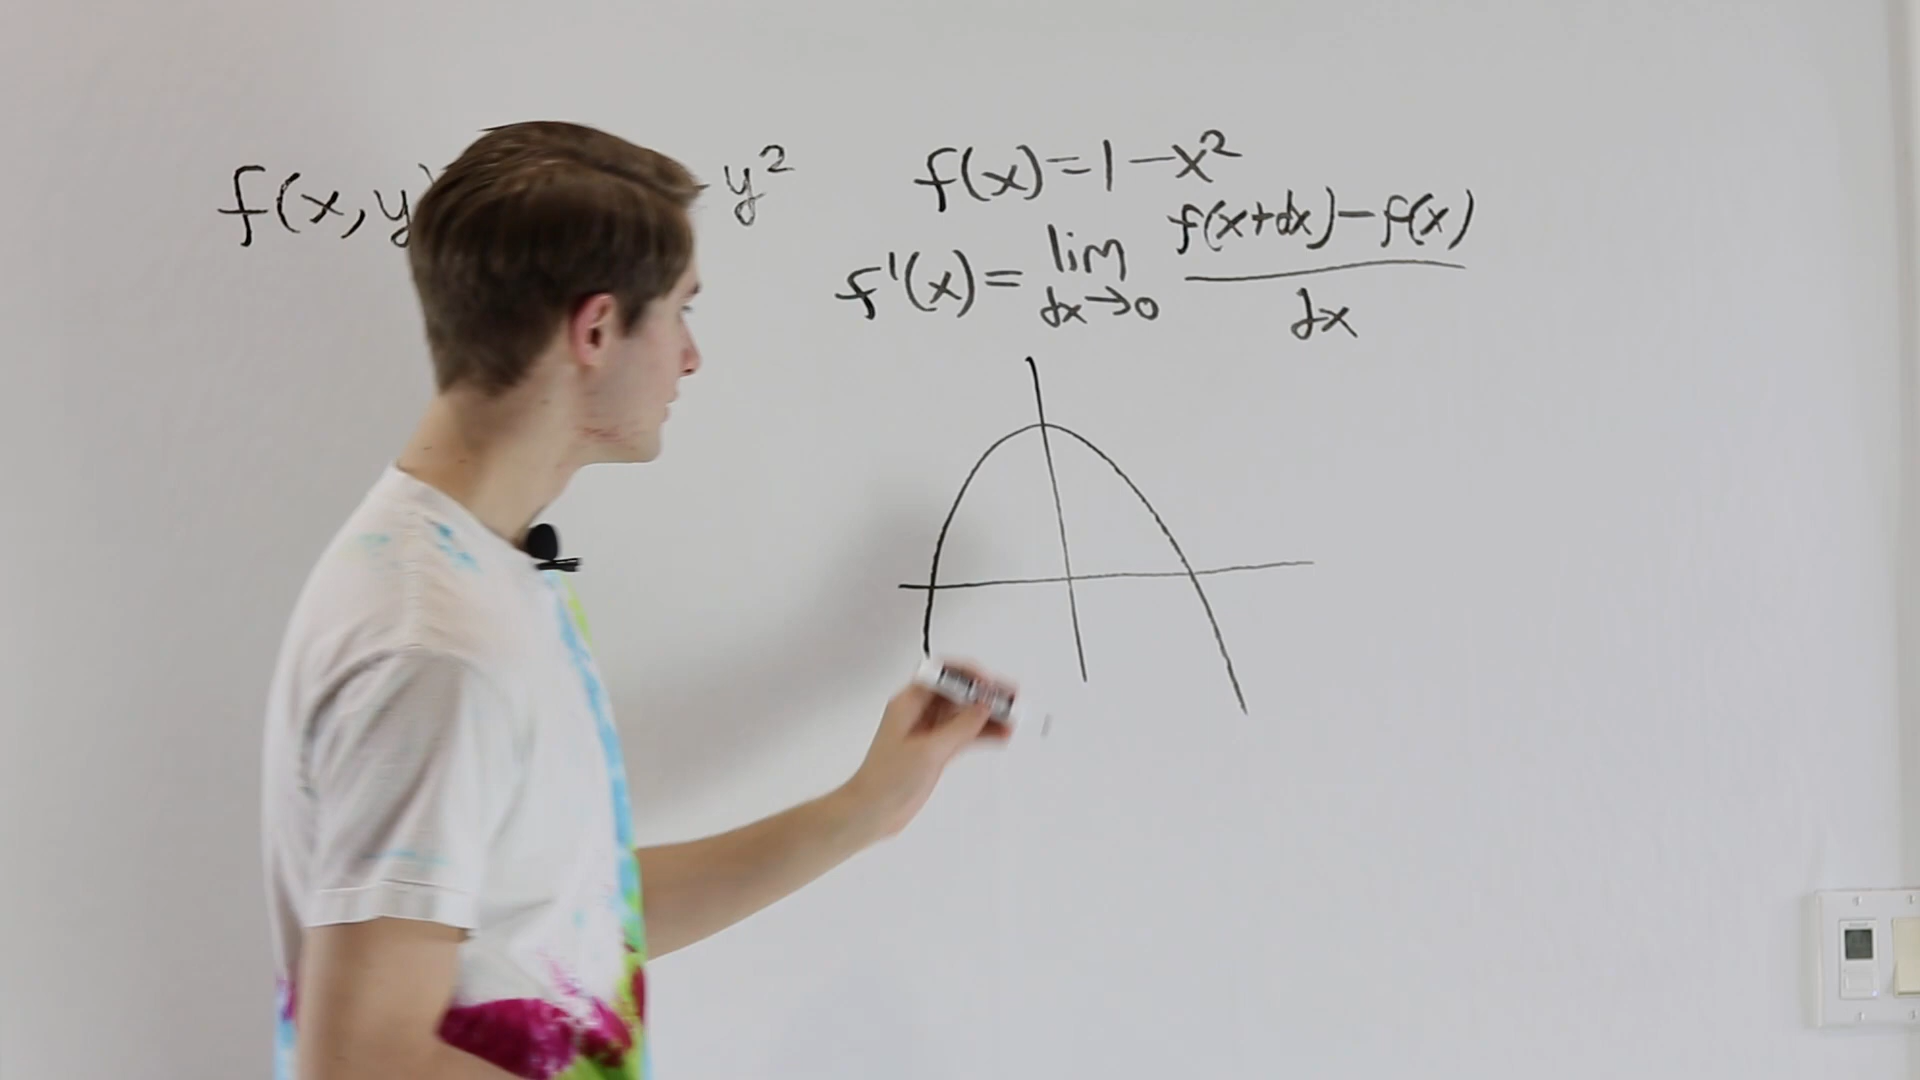 f(x,y) - y²
f(x)=1-x²
f'(x)= lim dx→0 f(x+dx)-f(x) / dx